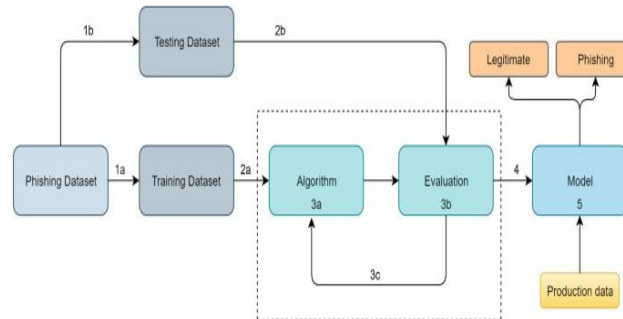 1b
Testing Dataset
2b
Legitimate
Phishing
Phishing Dataset
1a
Training Dataset
2a
Algorithm
3a
Evaluation
3b
4
Model
5
3c
Production data